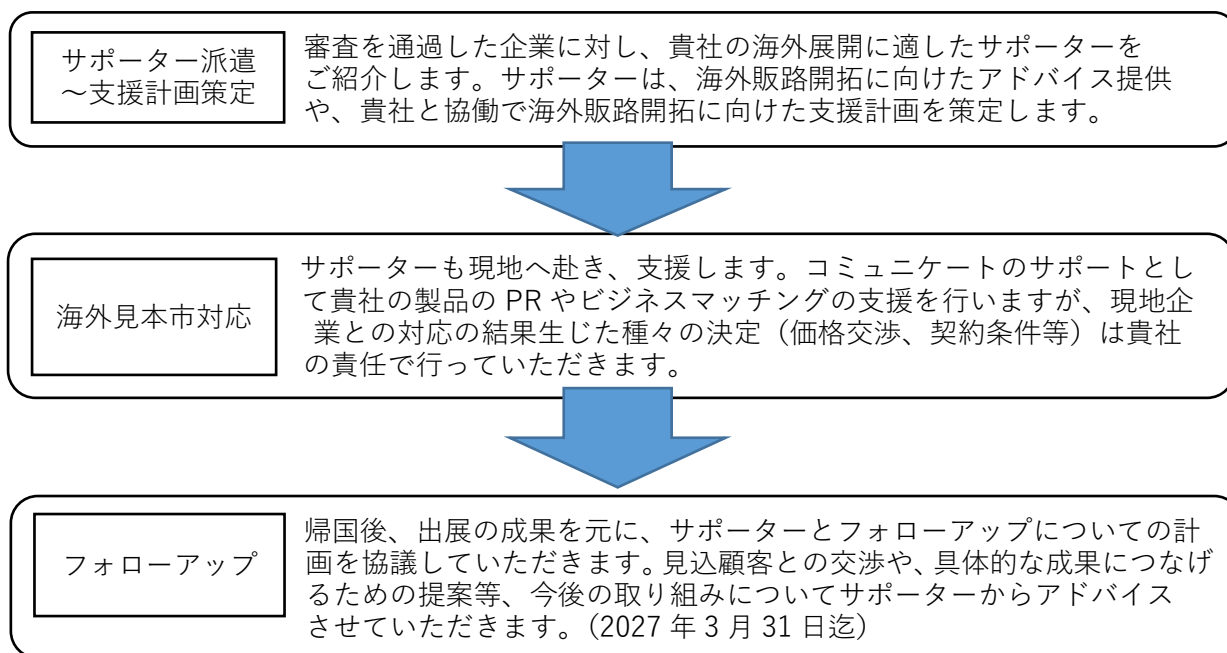 サポーター派遣
～支援計画策定
審査を通過した企業に対し、貴社の海外展開に適したサポーターを
ご紹介します。サポーターは、海外販路開拓に向けたアドバイス提供
や、貴社と協働で海外販路開拓に向けた支援計画を策定します。
海外見本市対応
サポーターも現地へ赴き、支援します。コミュニケートのサポートとし
て貴社の製品の PR やビジネスマッチングの支援を行いますが、現地企
業との対応の結果生じた種々の決定（価格交渉、契約条件等）は貴社
の責任で行っていただきます。
フォローアップ
帰国後、出展の成果を元に、サポーターとフォローアップについての計
画を協議していただきます。見込顧客との交渉や、具体的な成果につなげ
るための提案等、今後の取り組みについてサポーターからアドバイス
させていただきます。（2027 年 3 月 31 日迄）